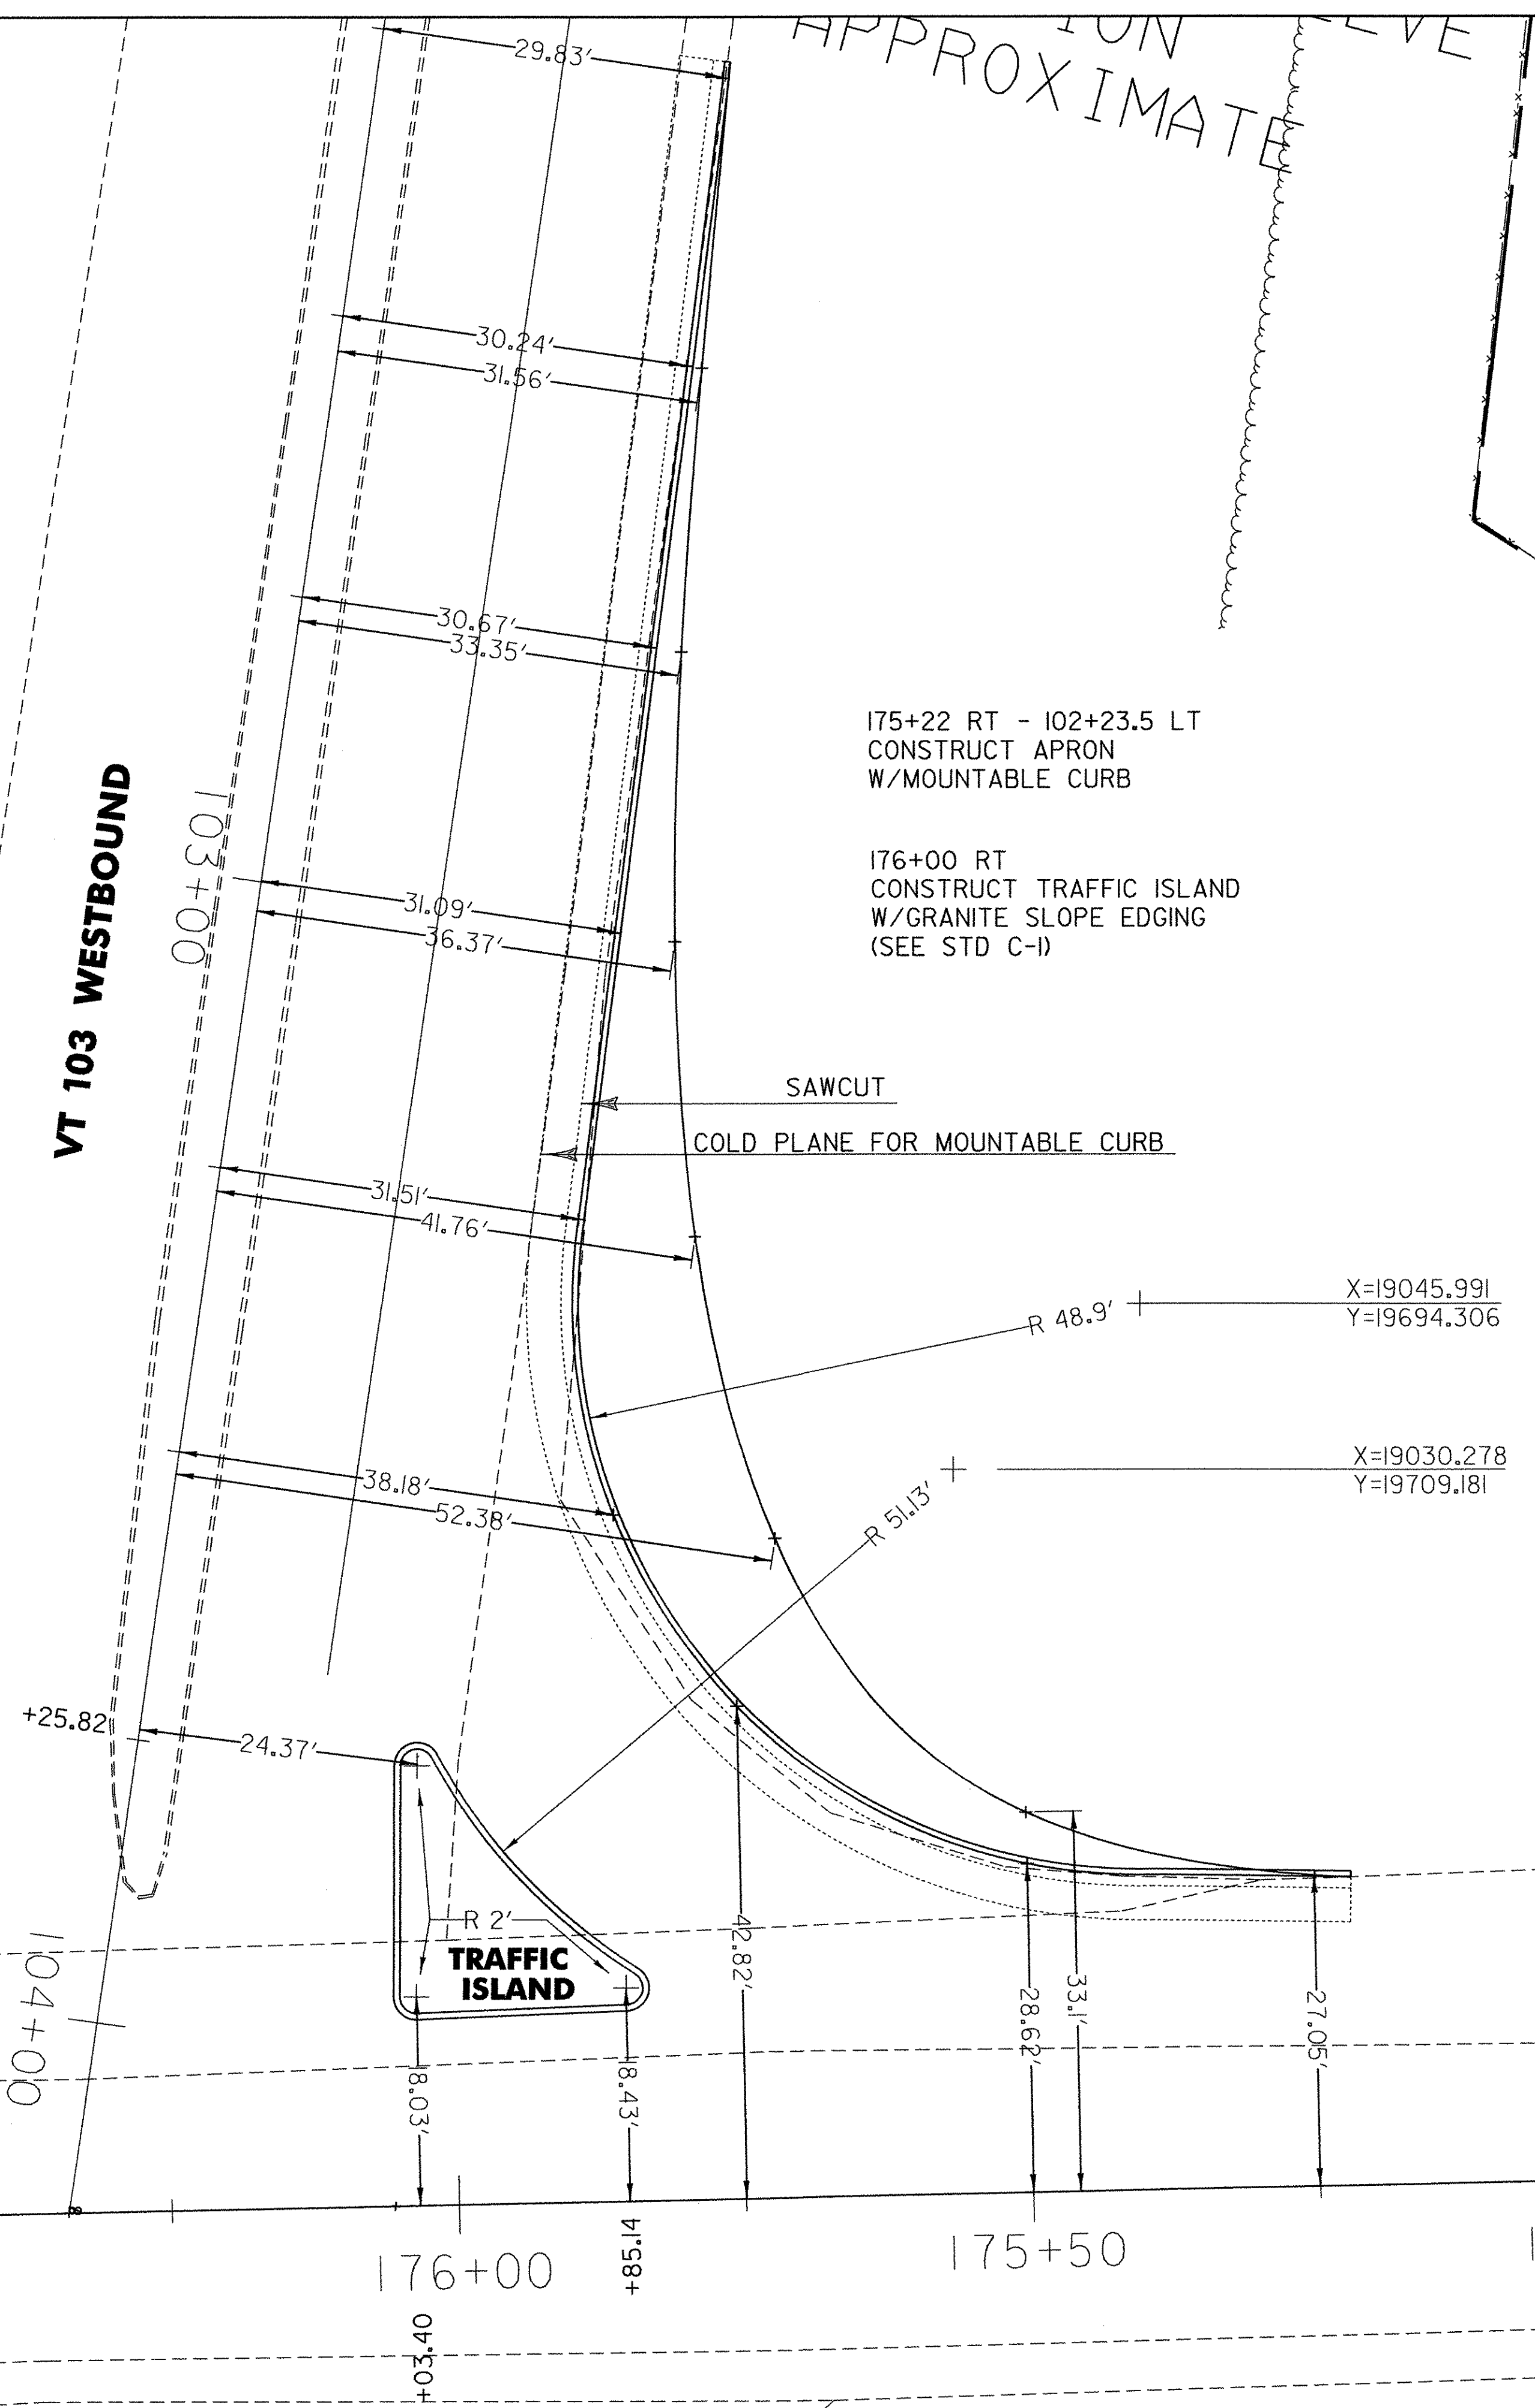 APPROXIMATE
29.83'
30.24'
31.56'
30.67'
33.35'
175+22 RT - 102+23.5 LT
CONSTRUCT APRON
W/MOUNTABLE CURB
VT 103 WESTBOUND
103+00
176+00 RT
CONSTRUCT TRAFFIC ISLAND
W/GRANITE SLOPE EDGING
(SEE STD C-1)
31.09'
36.37'
SAWCUT
COLD PLANE FOR MOUNTABLE CURB
31.51'
41.76'
R 48.9'
X=19045.991
Y=19694.306
38.18'
52.38'
R 51.13'
X=19030.278
Y=19709.181
+25.82
24.37'
R 2'
TRAFFIC
ISLAND
104+00
42.82'
28.62'
33.1'
27.05'
18.03'
18.43'
176+00
+85.14
175+50
+03.40